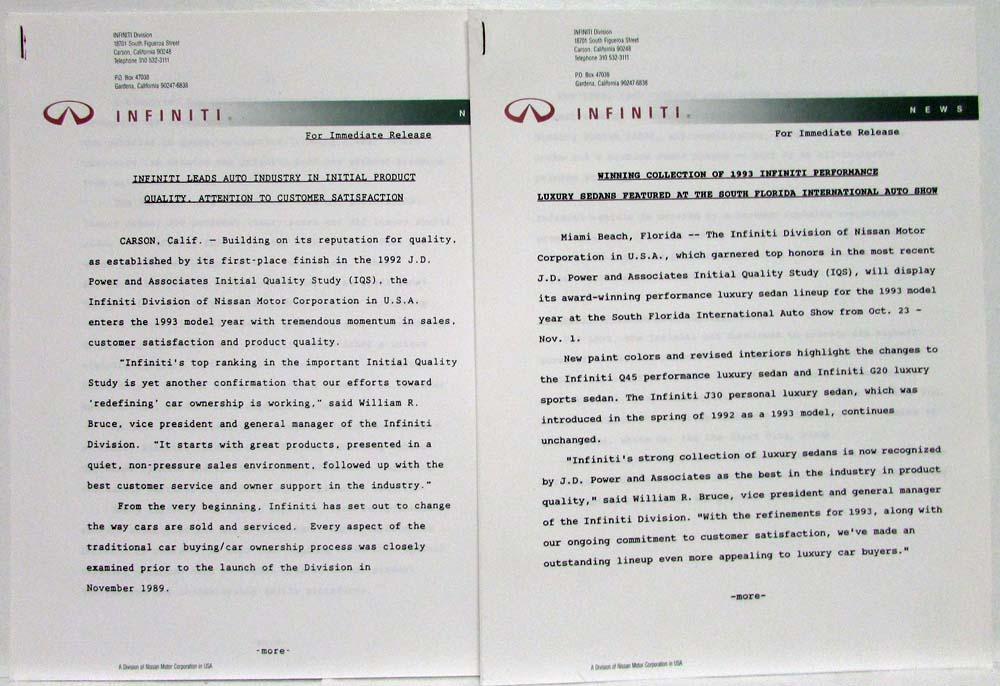 INFINITI Division
18701 South Figueroa Street
Carson, California 90248
Telephone 310 532-3111
P.O. Box 47038
Gardena, California 90247-6838
INFINITI®
N
For Immediate Release
INFINITI LEADS AUTO INDUSTRY IN INITIAL PRODUCT
QUALITY, ATTENTION TO CUSTOMER SATISFACTION
CARSON, Calif. — Building on its reputation for quality,
as established by its first-place finish in the 1992 J.D.
Power and Associates Initial Quality Study (IQS), the
Infiniti Division of Nissan Motor Corporation in U.S.A.
enters the 1993 model year with tremendous momentum in sales,
customer satisfaction and product quality.
"Infiniti's top ranking in the important Initial Quality
Study is yet another confirmation that our efforts toward
'redefining' car ownership is working," said William R.
Bruce, vice president and general manager of the Infiniti
Division. "It starts with great products, presented in a
quiet, non-pressure sales environment, followed up with the
best customer service and owner support in the industry."
From the very beginning, Infiniti has set out to change
the way cars are sold and serviced. Every aspect of the
traditional car buying/car ownership process was closely
examined prior to the launch of the Division in
November 1989.
-more-
A Division of Nissan Motor Corporation in USA
INFINITI Division
18701 South Figueroa Street
Carson, California 90248
Telephone 310 532-3111
P.O. Box 47038
Gardena, California 90247-6838
INFINITI®
NEWS
For Immediate Release
WINNING COLLECTION OF 1993 INFINITI PERFORMANCE
LUXURY SEDANS FEATURED AT THE SOUTH FLORIDA INTERNATIONAL AUTO SHOW
Miami Beach, Florida -- The Infiniti Division of Nissan Motor
Corporation in U.S.A., which garnered top honors in the most recent
J.D. Power and Associates Initial Quality Study (IQS), will display
its award-winning performance luxury sedan lineup for the 1993 model
year at the South Florida International Auto Show from Oct. 23 -
Nov. 1.
New paint colors and revised interiors highlight the changes to
the Infiniti Q45 performance luxury sedan and Infiniti G20 luxury
sports sedan. The Infiniti J30 personal luxury sedan, which was
introduced in the spring of 1992 as a 1993 model, continues
unchanged.
"Infiniti's strong collection of luxury sedans is now recognized
by J.D. Power and Associates as the best in the industry in product
quality," said William R. Bruce, vice president and general manager
of the Infiniti Division. "With the refinements for 1993, along with
our ongoing commitment to customer satisfaction, we've made an
outstanding lineup even more appealing to luxury car buyers."
-more-
A Division of Nissan Motor Corporation in USA